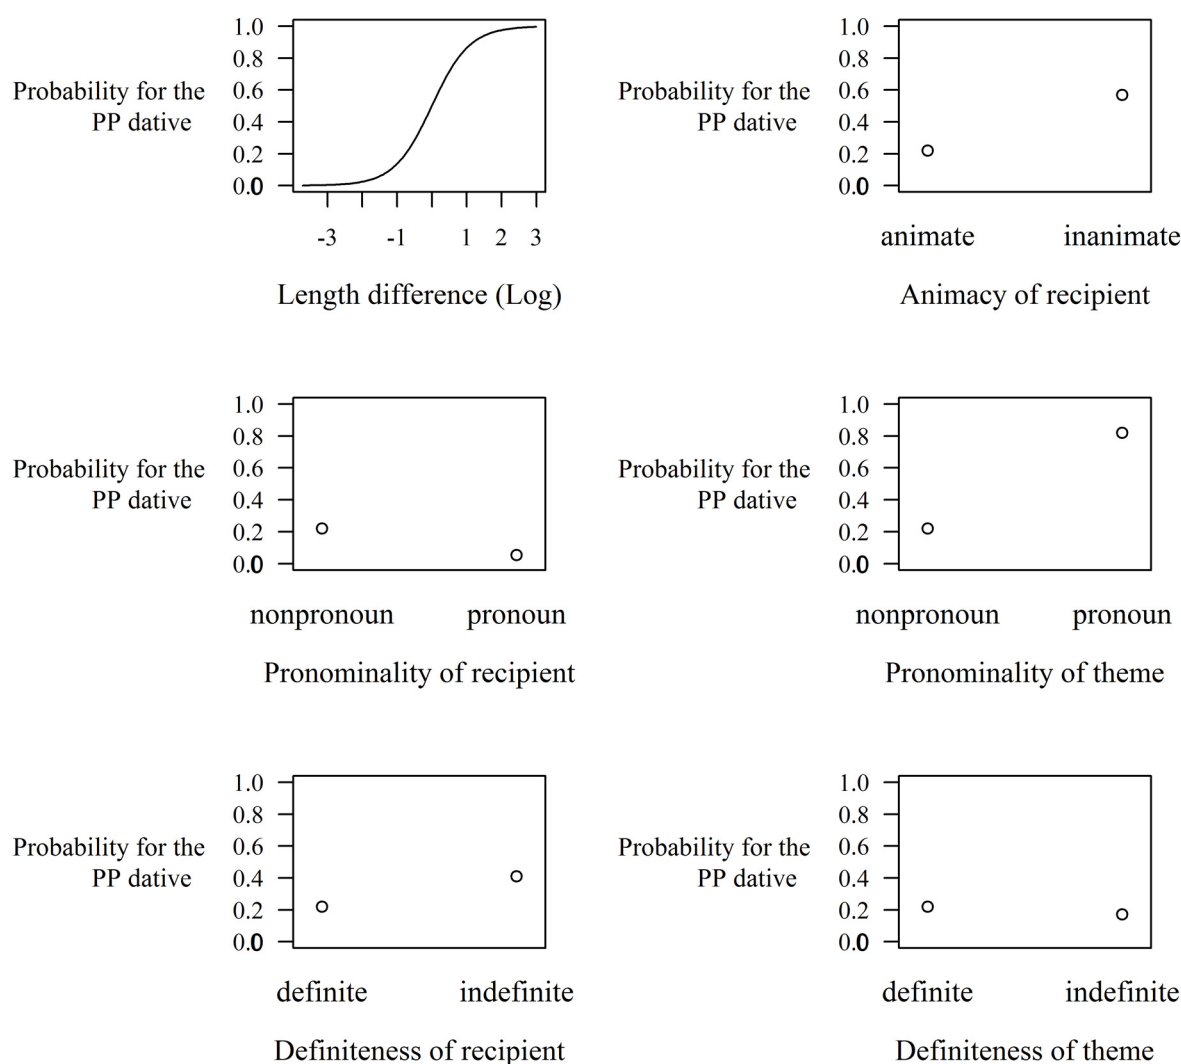 1.0
0.8
Probability for the
0.6
PP dative
0.4
0.2
0.0
-3 -1 1 2 3
Length difference (Log)
1.0
0.8
Probability for the
0.6
PP dative
0.4
0.2
0.0
animate inanimate
Animacy of recipient
1.0
0.8
Probability for the
0.6
PP dative
0.4
0.2
0.0
nonpronoun pronoun
Pronominality of recipient
1.0
0.8
Probability for the
0.6
PP dative
0.4
0.2
0.0
nonpronoun pronoun
Pronominality of theme
1.0
0.8
Probability for the
0.6
PP dative
0.4
0.2
0.0
definite indefinite
Definiteness of recipient
1.0
0.8
Probability for the
0.6
PP dative
0.4
0.2
0.0
definite indefinite
Definiteness of theme